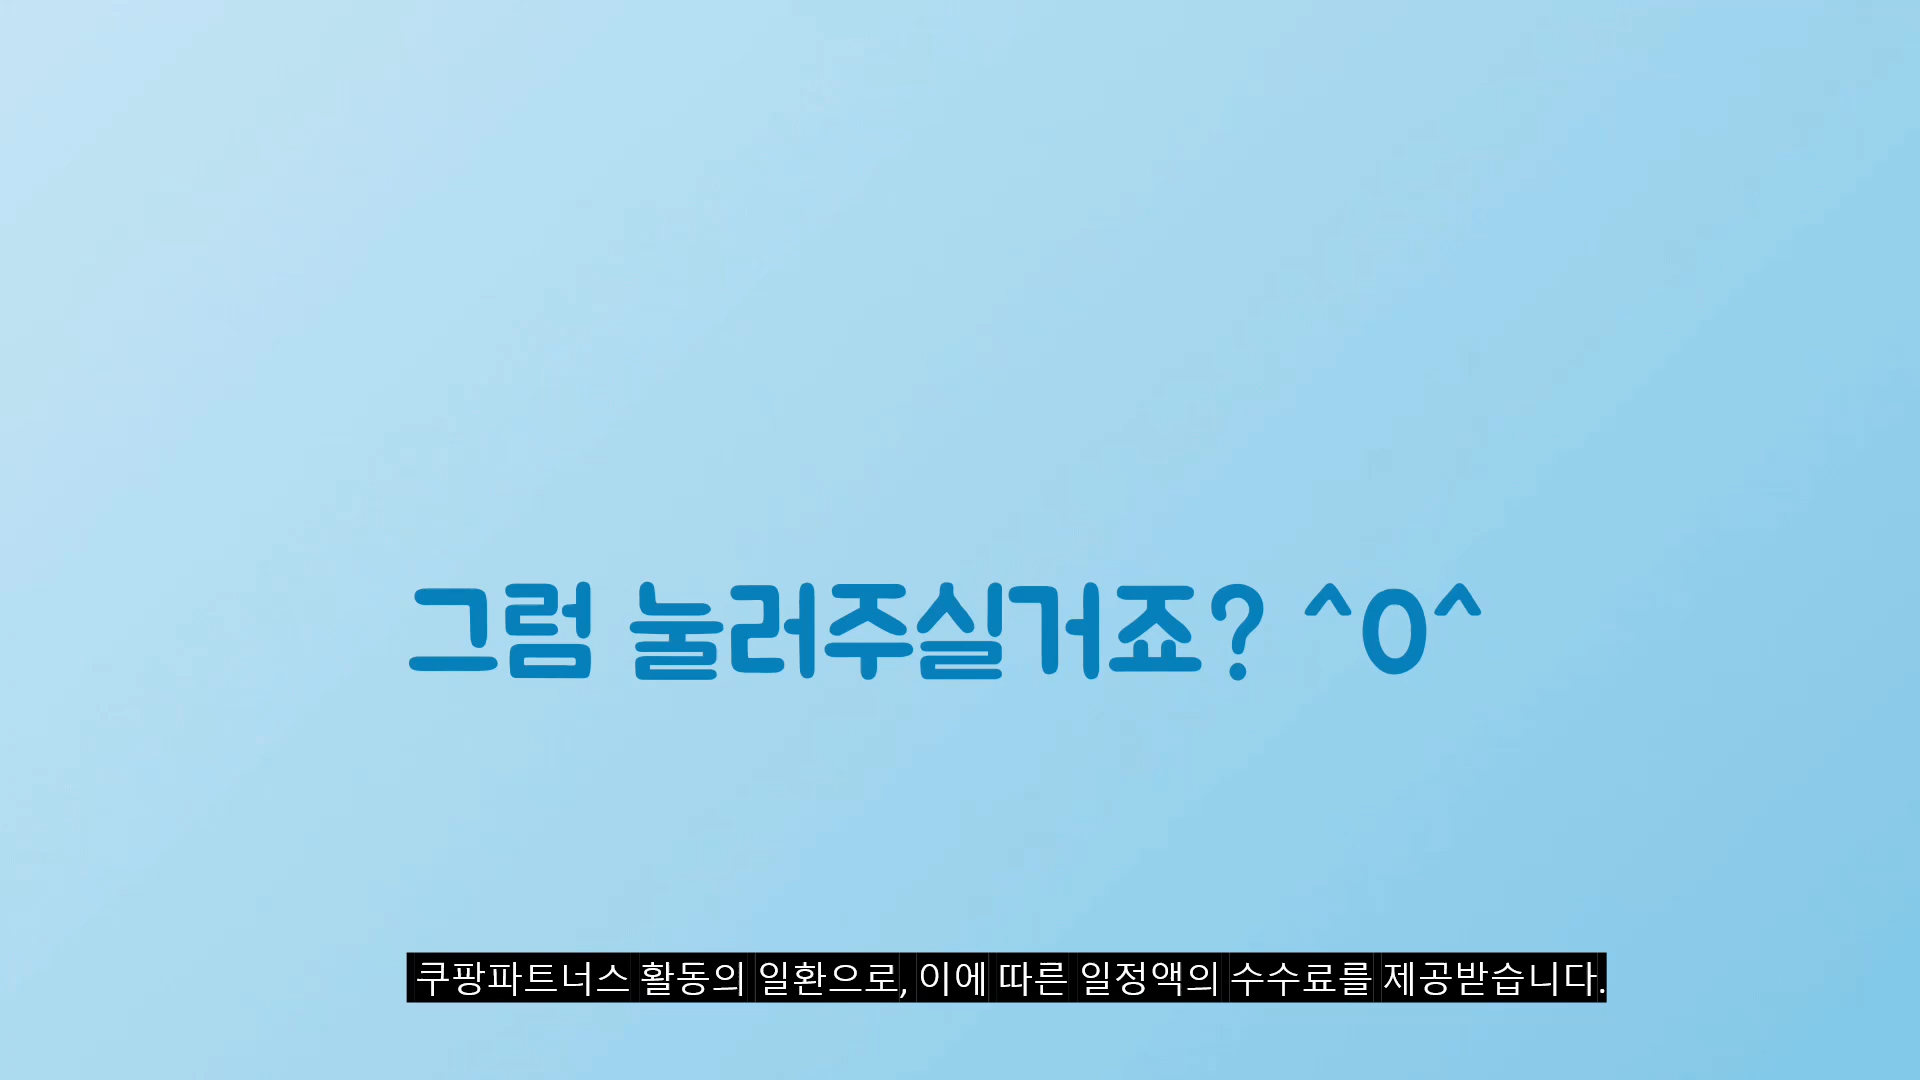 그럼 눌러주실거죠? ^0^
쿠팡파트너스 활동의 일환으로, 이에 따른 일정액의 수수료를 제공받습니다.